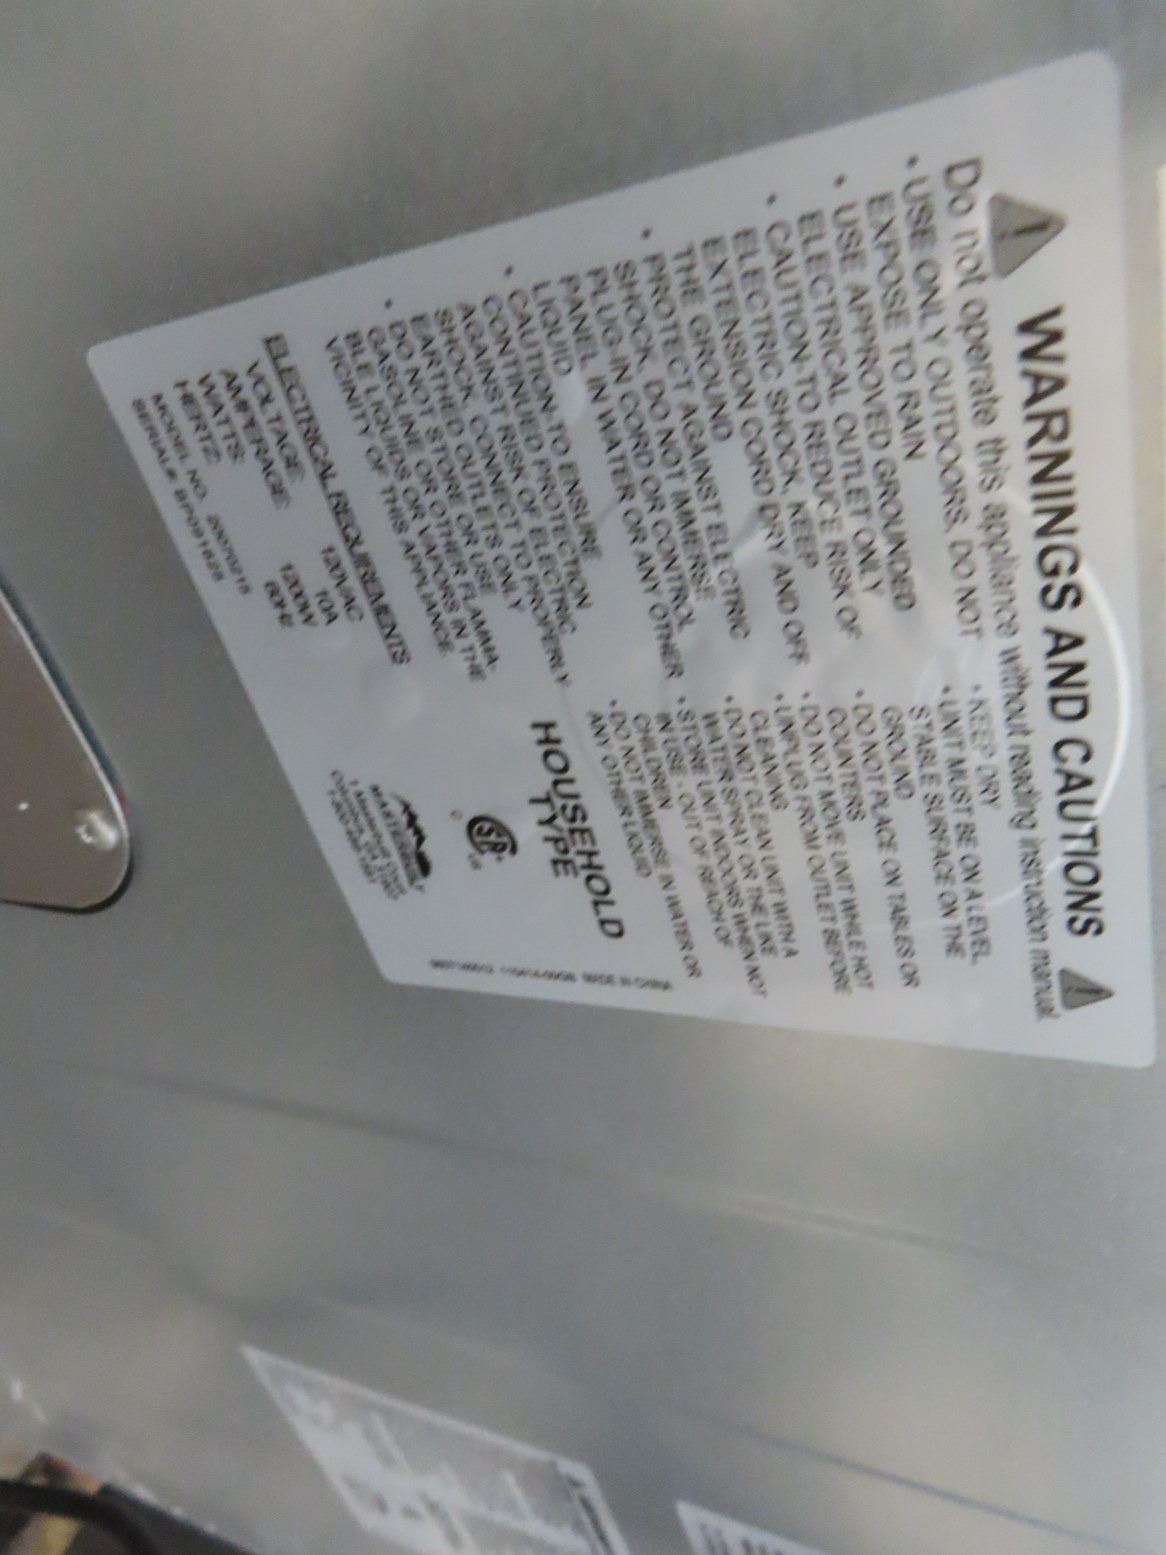 WARNINGS AND CAUTIONS
Do not operate this appliance without reading instruction manual.
• USE ONLY OUTDOORS, DO NOT
EXPOSE TO RAIN
• USE APPROVED GROUNDED
ELECTRICAL OUTLET ONLY
• CAUTION-TO REDUCE RISK OF
ELECTRIC SHOCK, KEEP
EXTENSION CORD DRY AND OFF
THE GROUND
• PROTECT AGAINST ELECTRIC
SHOCK, DO NOT IMMERSE
PLUG-IN CORD OR CONTROL
PANEL IN WATER OR ANY OTHER
LIQUID
• CAUTION-TO ENSURE
CONTINUED PROTECTION
AGAINST RISK OF ELECTRIC
SHOCK, CONNECT TO PROPERLY
EARTHED OUTLETS ONLY
• DO NOT STORE OR USE
GASOLINE OR OTHER FLAMMA-
BLE LIQUIDS OR VAPORS IN THE
VICINITY OF THIS APPLIANCE.
• KEEP DRY
• UNIT MUST BE ON A LEVEL,
STABLE SURFACE ON THE
GROUND
• DO NOT PLACE ON TABLES OR
COUNTERS
• DO NOT MOVE UNIT WHILE HOT
• UNPLUG FROM OUTLET BEFORE
CLEANING
• DO NOT CLEAN UNIT WITH A
WATER SPRAY OR THE LIKE
• STORE UNIT INDOORS WHEN NOT
IN USE - OUT OF REACH OF
CHILDREN
• DO NOT IMMERSE IN WATER OR
ANY OTHER LIQUID
ELECTRICAL REQUIREMENTS
VOLTAGE: 120VAC
AMPERAGE: 10A
WATTS: 1200W
HERTZ: 60Hz
MODEL NO.
SERIAL#
HOUSEHOLD
TYPE
MASTERBUILT
MADE IN CHINA